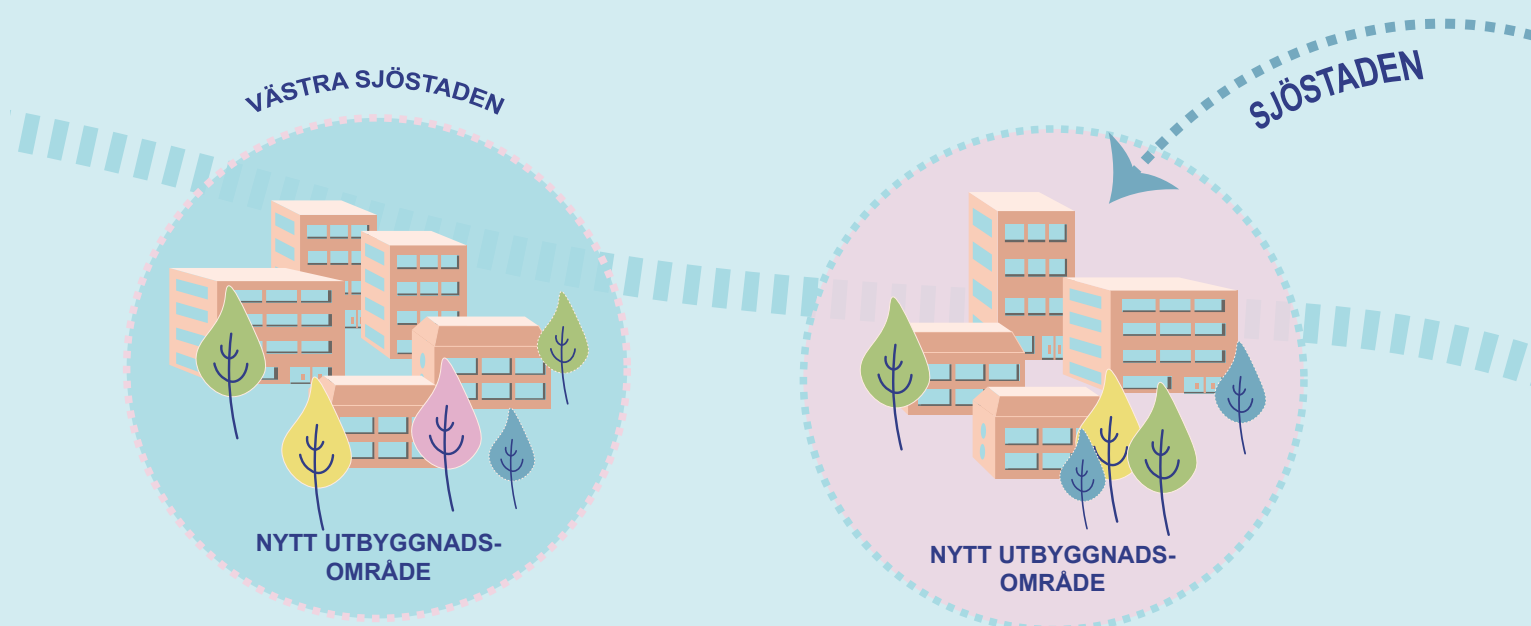 VÄSTRA SJÖSTADEN
NYTT UTBYGGNADS-
OMRÅDE
SJÖSTADEN
NYTT UTBYGGNADS-
OMRÅDE